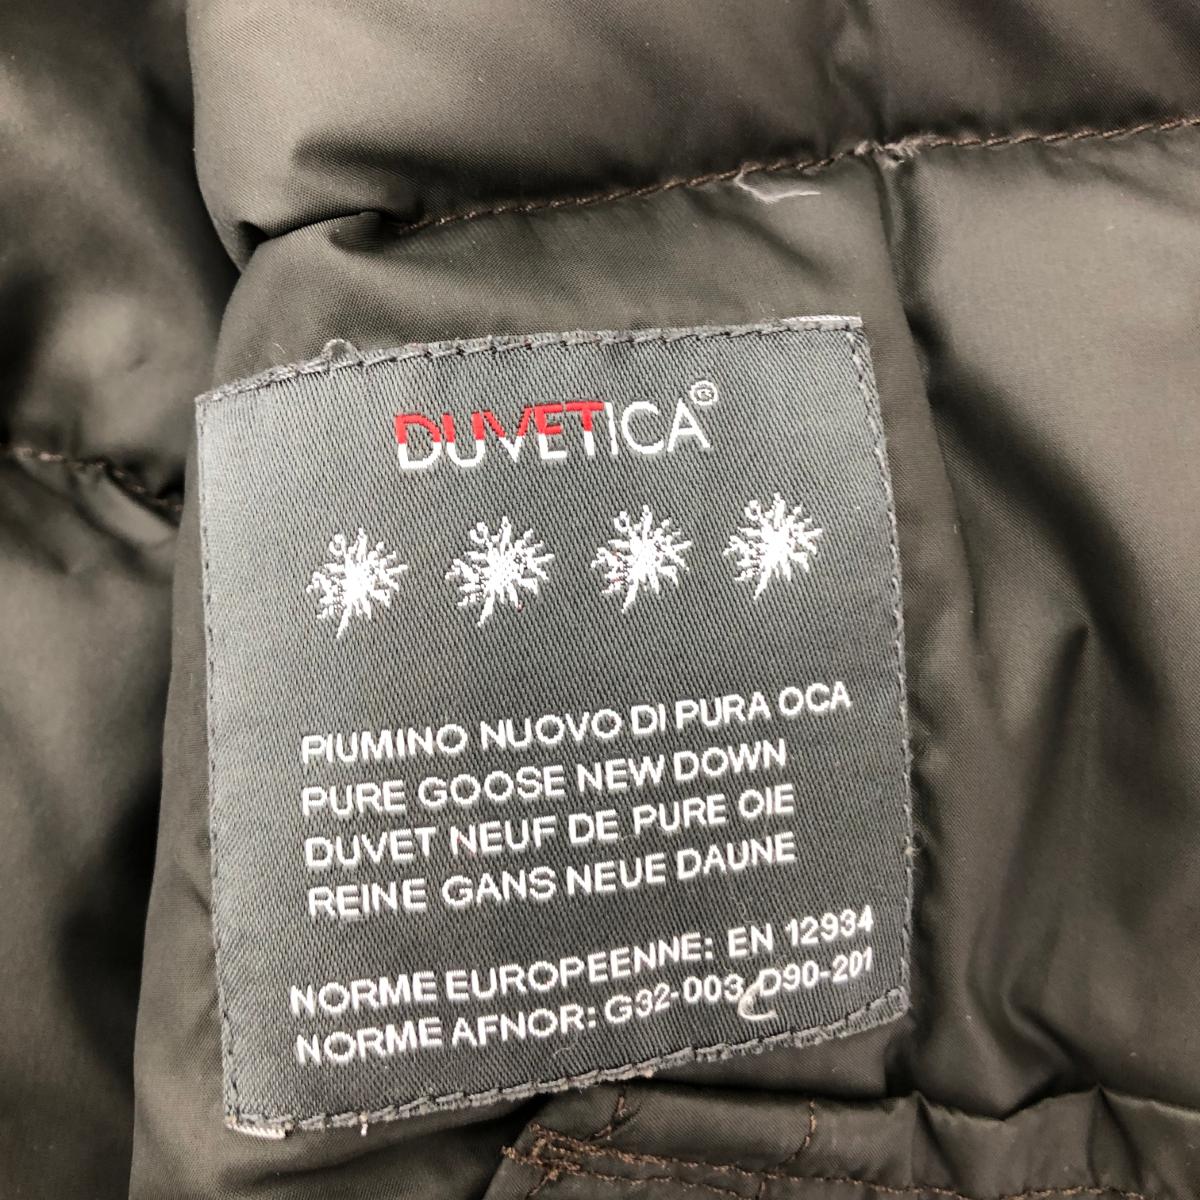 DUVETICA®
PIUMINO NUOVO DI PURA OCA
PURE GOOSE NEW DOWN
DUVET NEUF DE PURE OIE
REINE GANS NEUE DAUNE
NORME EUROPEENNE: EN 12934
NORME AFNOR: G32-003 D90-201